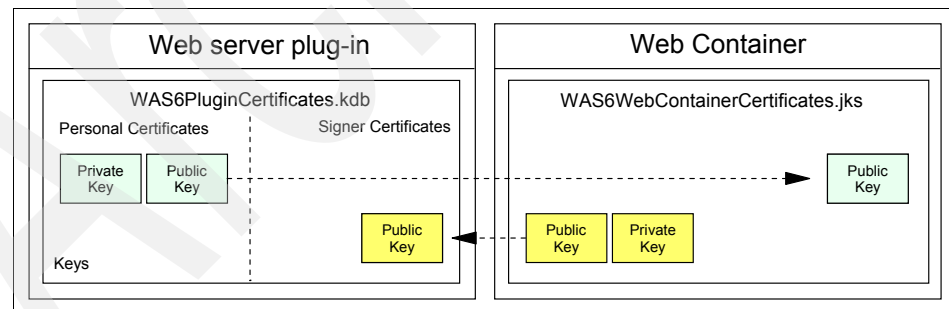 Web server plug-in
Web Container
WAS6PluginCertificates.kdb
WAS6WebContainerCertificates.jks
Personal Certificates
Signer Certificates
Private
Key
Public
Key
Public
Key
Public
Key
Public
Key
Private
Key
Keys